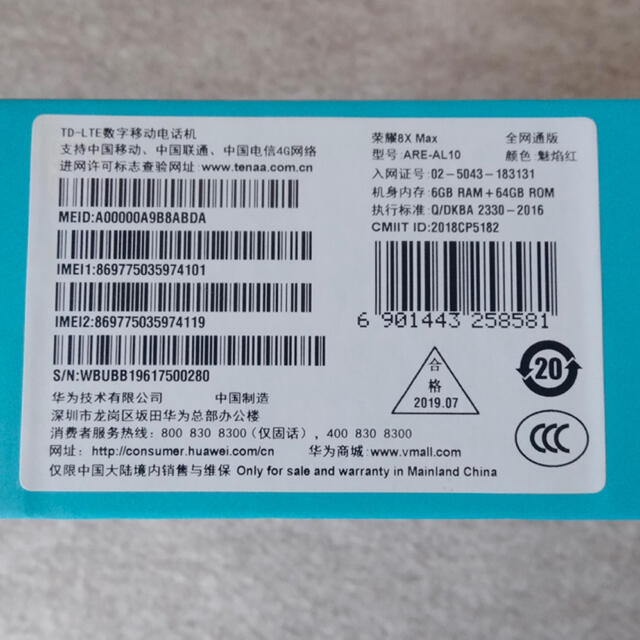 TD-LTE数字移动电话机
支持中国移动、中国联通、中国电信4G网络
进网许可标志查验网址:www.tenaa.com.cn
MEID:A00000A9B8ABDA
IMEI1:869775035974101
IMEI2:869775035974119
S/N:WBUBB19617500280
荣耀8X Max 全网通版
型号: ARE-AL10 颜色: 魅焰红
入网证号: 02-5043-183131
机身内存: 6GB RAM+64GB ROM
执行标准: Q/DKBA 2330-2016
CMIIT ID:2018CP5182
6 901443 258581
合
格
2019.07
20
CCC
华为技术有限公司 中国制造
深圳市龙岗区坂田华为总部办公楼
消费者服务热线: 800 830 8300 (仅固话) , 400 830 8300
网址: http://consumer.huawei.com/cn 华为商城: www.vmall.com
仅限中国大陆境内销售与维保 Only for sale and warranty in Mainland China